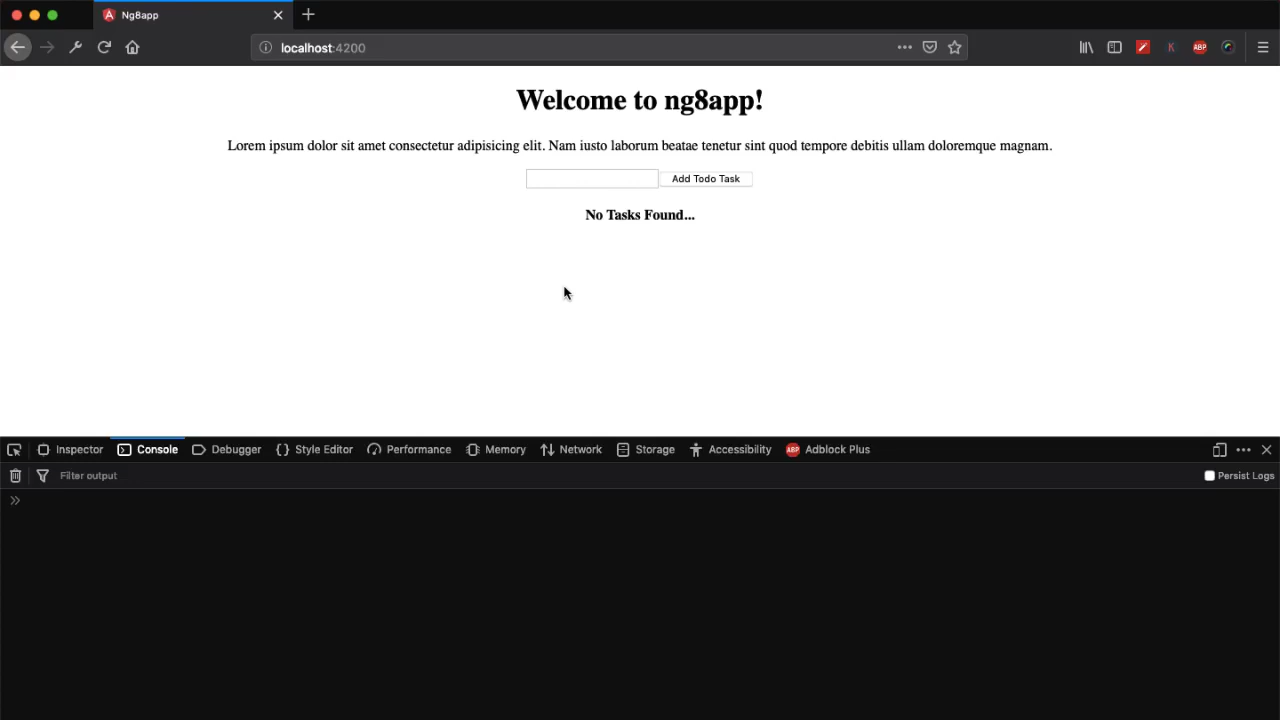 Ng8app
localhost:4200
ABP
Welcome to ng8app!
Lorem ipsum dolor sit amet consectetur adipisicing elit. Nam iusto laborum beatae tenetur sint quod tempore debitis ullam doloremque magnam.
Add Todo Task
No Tasks Found...
Inspector Console Debugger {} Style Editor Performance Memory Network Storage Accessibility ABP Adblock Plus
Filter output Persist Logs